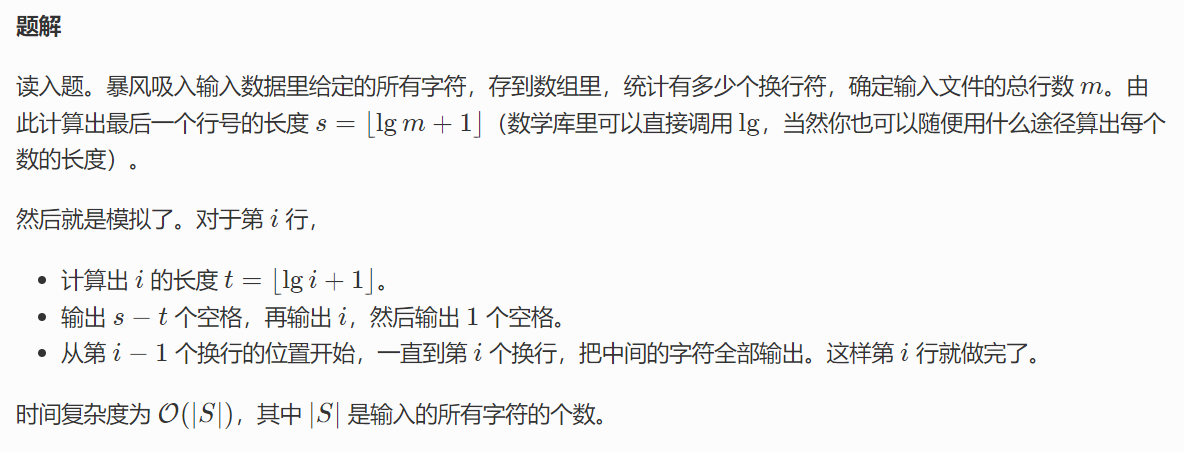 题解
读入题。暴风吸入输入数据里给定的所有字符，存到数组里，统计有多少个换行符，确定输入文件的总行数 m。由
此计算出最后一个行号的长度 s = ⌊lg m + 1⌋（数学库里可以直接调用 lg，当然你也可以随便用什么途径算出每个
数的长度）。
然后就是模拟了。对于第 i 行，
• 计算出 i 的长度 t = ⌊lg i + 1⌋。
• 输出 s − t 个空格，再输出 i，然后输出 1 个空格。
• 从第 i − 1 个换行的位置开始，一直到第 i 个换行，把中间的字符全部输出。这样第 i 行就做完了。
时间复杂度为 𝒪(|S|)，其中 |S| 是输入的所有字符的个数。